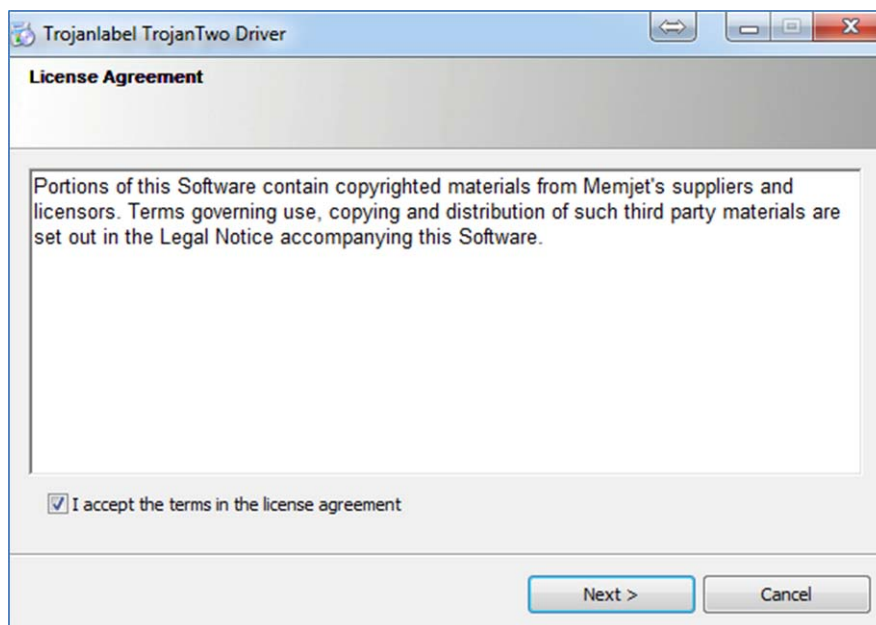 Trojanlabel TrojanTwo Driver
License Agreement
Portions of this Software contain copyrighted materials from Memjet's suppliers and
licensors. Terms governing use, copying and distribution of such third party materials are
set out in the Legal Notice accompanying this Software.
I accept the terms in the license agreement
Next >
Cancel